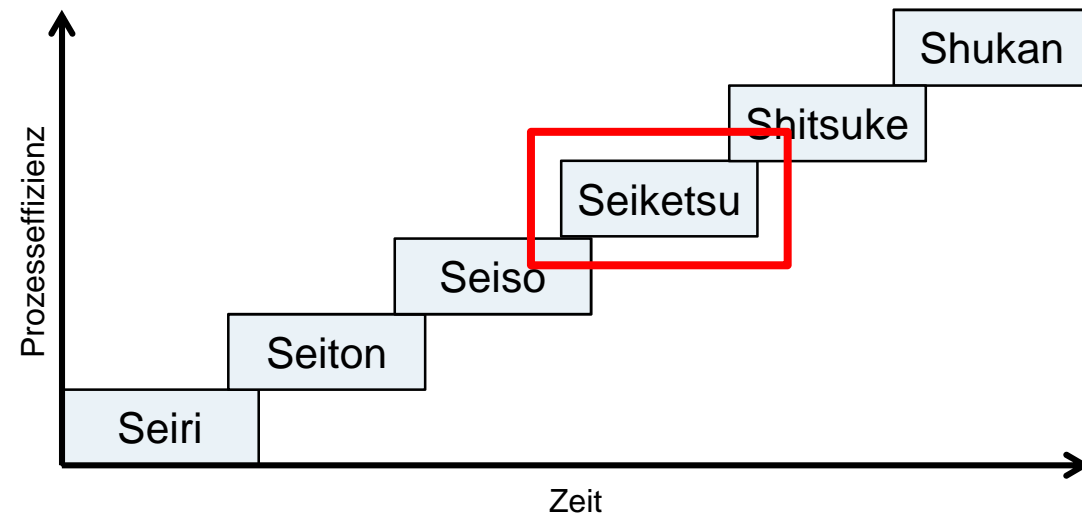 Shukan
Shitsuke
Seiketsu
Seiso
Seiton
Seiri
Prozesseffizienz
Zeit